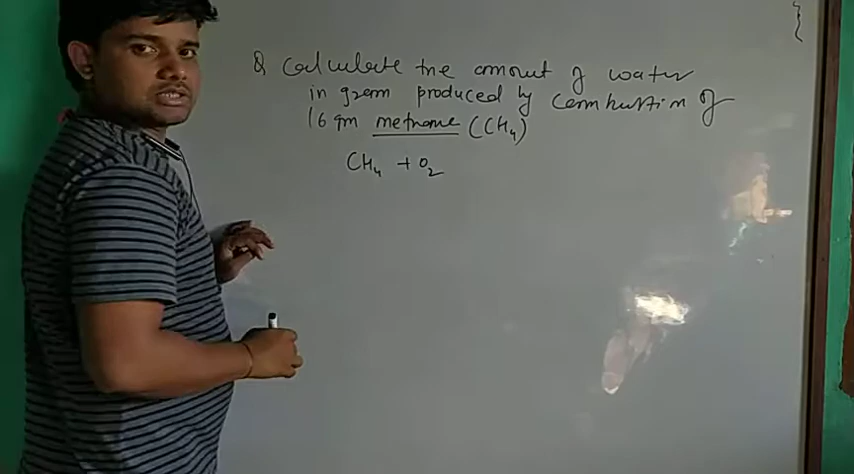 Q Calculate the amount of water
in gram produced by combustion of
16 gm methane (CH₄)
CH₄ + O₂